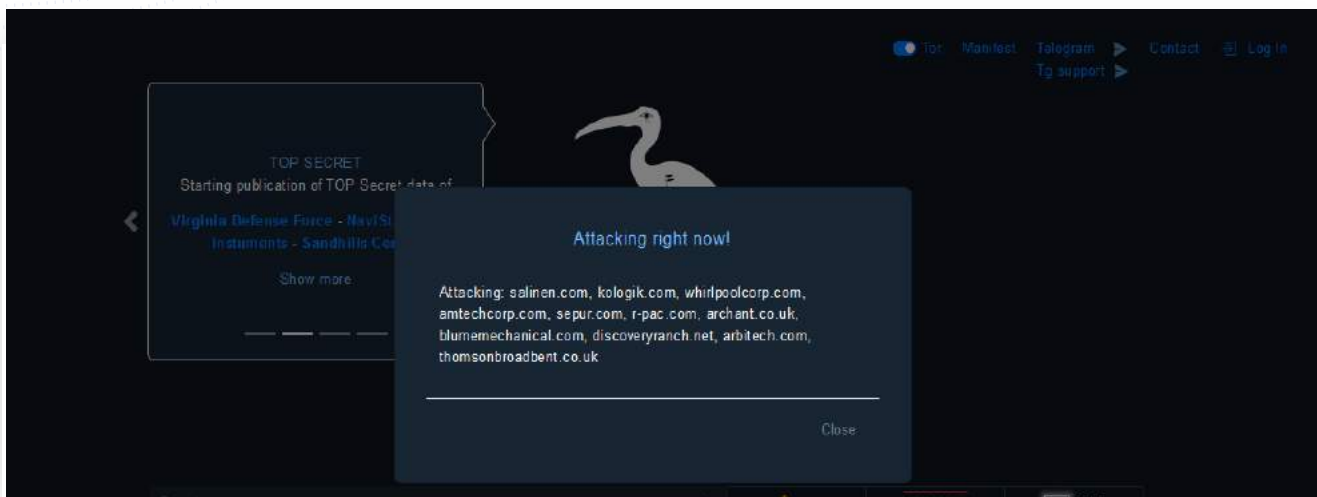 Tor Manifest Telegram Contact Log In
Tg support
TOP SECRET
Starting publication of TOP Secret data of
Virginia Defense Force - NaviSi
Instuments - Sandhills Cer
Show more
Attacking right now!
Attacking: salinen.com, kologik.com, whirlpoolcorp.com,
amtechcorp.com, sepur.com, r-pac.com, archant.co.uk,
blumemechanical.com, discoveryranch.net, arbitech.com,
thomsonbroadbent.co.uk
Close